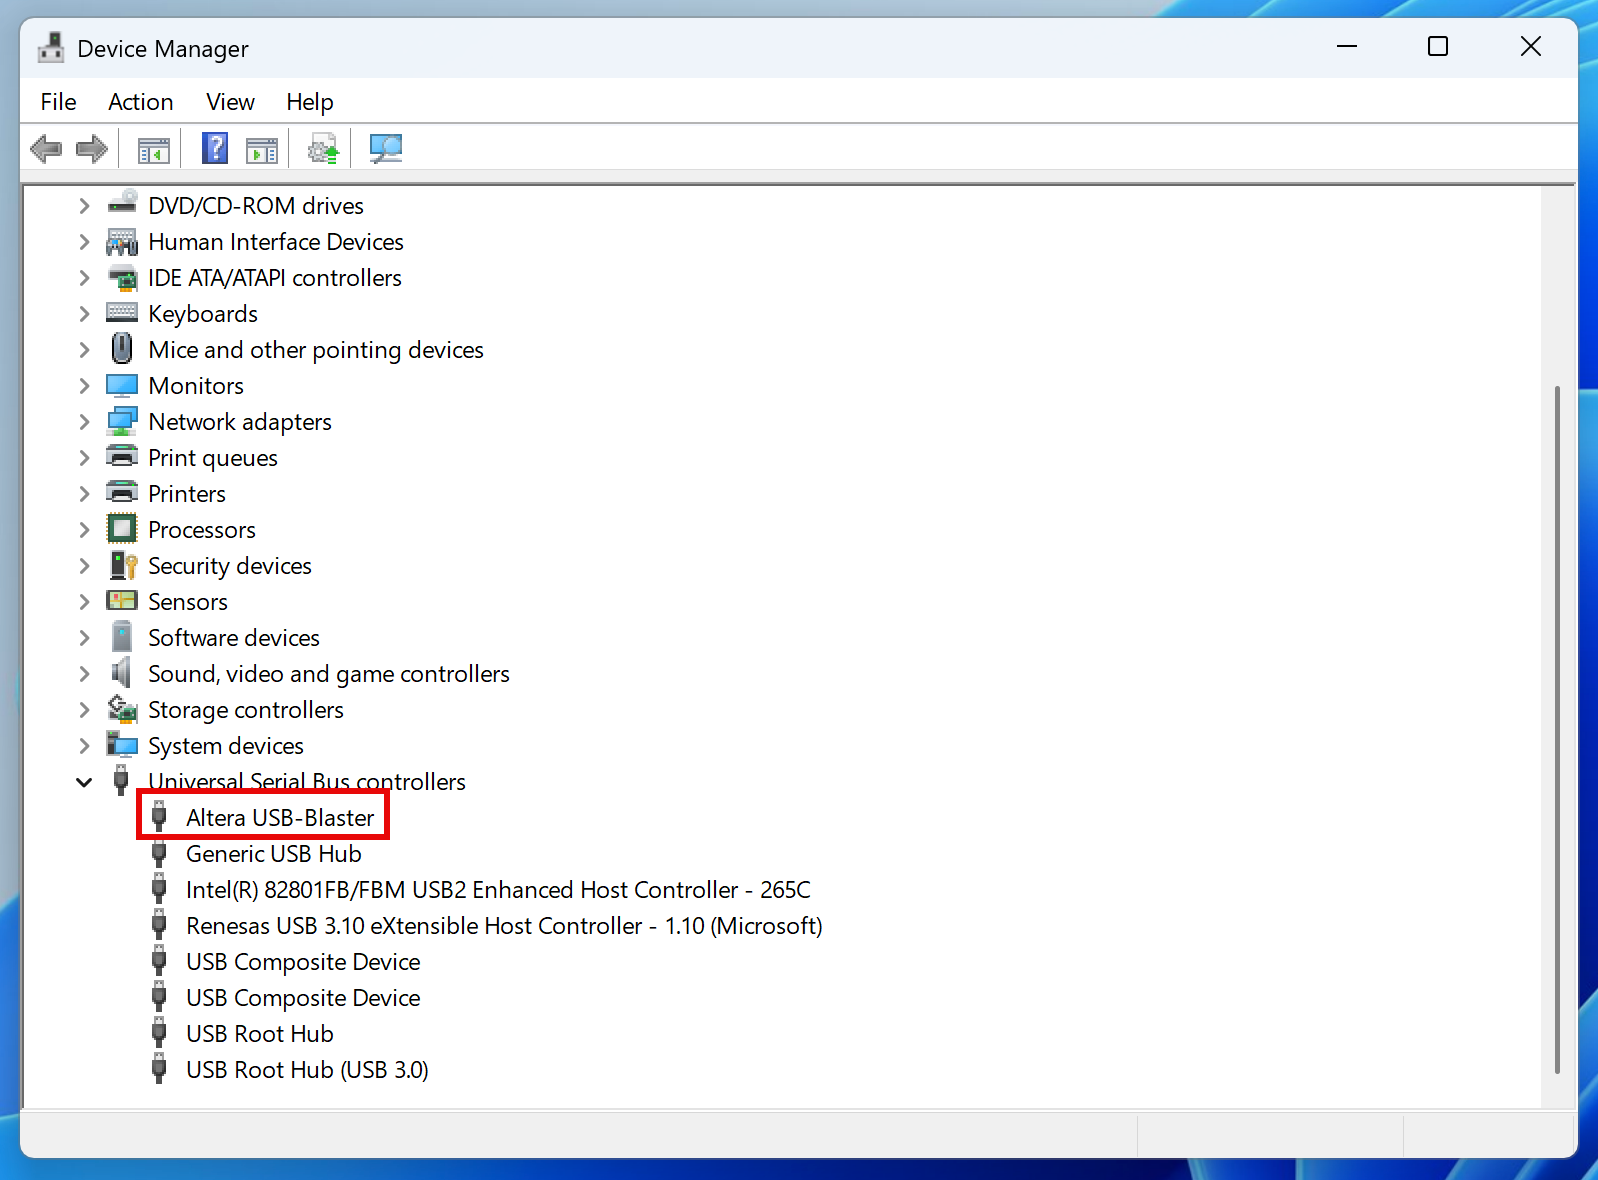 Device Manager
File Action View Help
?
DVD/CD-ROM drives
Human Interface Devices
IDE ATA/ATAPI controllers
Keyboards
Mice and other pointing devices
Monitors
Network adapters
Print queues
Printers
Processors
Security devices
Sensors
Software devices
Sound, video and game controllers
Storage controllers
System devices
Universal Serial Bus controllers
Altera USB-Blaster
Generic USB Hub
Intel(R) 82801FB/FBM USB2 Enhanced Host Controller - 265C
Renesas USB 3.10 eXtensible Host Controller - 1.10 (Microsoft)
USB Composite Device
USB Composite Device
USB Root Hub
USB Root Hub (USB 3.0)